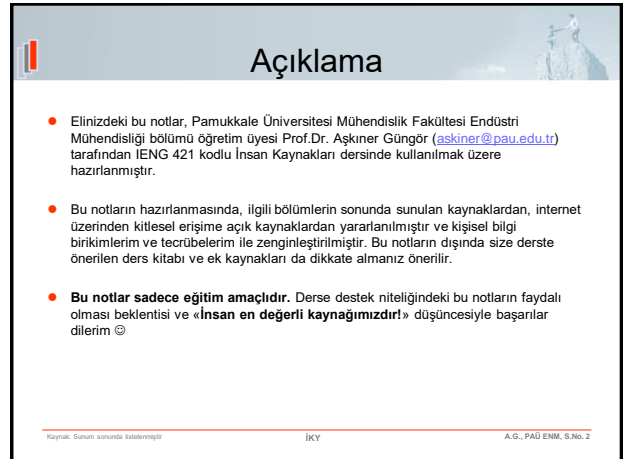 Açıklama
● Elinizdeki bu notlar, Pamukkale Üniversitesi Mühendislik Fakültesi Endüstri
Mühendisliği bölümü öğretim üyesi Prof.Dr. Aşkıner Güngör (askiner@pau.edu.tr)
tarafından IENG 421 kodlu İnsan Kaynakları dersinde kullanılmak üzere
hazırlanmıştır.
● Bu notların hazırlanmasında, ilgili bölümlerin sonunda sunulan kaynaklardan, internet
üzerinden kitlesel erişime açık kaynaklardan yararlanılmıştır ve kişisel bilgi
birikimlerim ve tecrübelerim ile zenginleştirilmiştir. Bu notların dışında size derste
önerilen ders kitabı ve ek kaynakları da dikkate almanız önerilir.
● Bu notlar sadece eğitim amaçlıdır. Derse destek niteliğindeki bu notların faydalı
olması beklentisi ve «İnsan en değerli kaynağımızdır!» düşüncesiyle başarılar
dilerim ☺
Kaynak: Sunum sonunda listelenmiştir
İKY
A.G., PAÜ ENM, S.No. 2